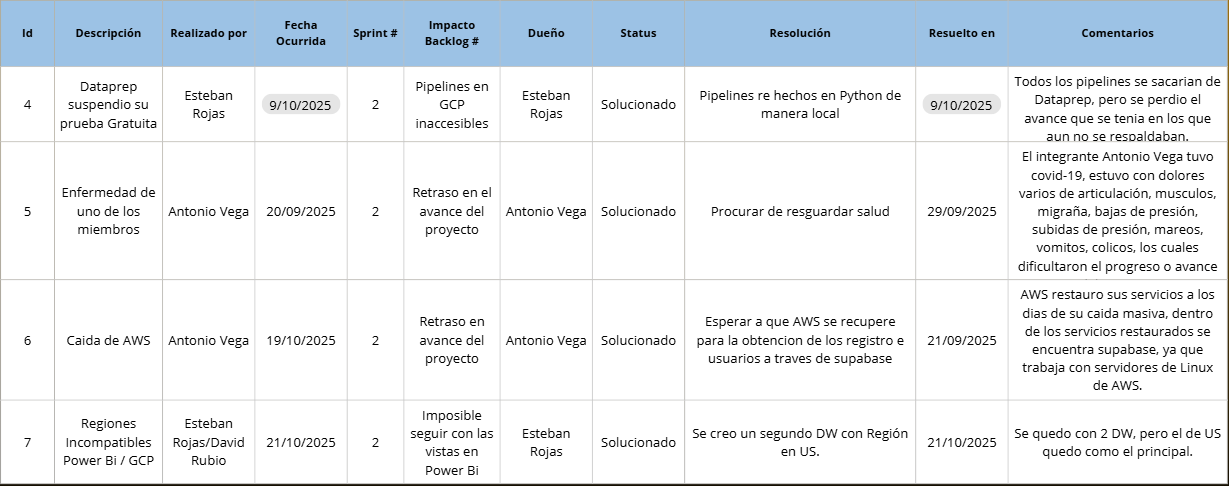 Id
Descripción
Realizado por
Fecha
Ocurrida
Sprint #
Impacto
Backlog #
Dueño
Status
Resolución
Resuelto en
Comentarios
4
Dataprep
suspendio su
prueba Gratuita
Esteban
Rojas
9/10/2025
2
Pipelines en
GCP
inaccesibles
Esteban
Rojas
Solucionado
Pipelines re hechos en Python de
manera local
9/10/2025
Todos los pipelines se sacarian de
Dataprep, pero se perdio el
avance que se tenia en los que
aun no se respaldaban.
5
Enfermedad de
uno de los
miembros
Antonio Vega
20/09/2025
2
Retraso en el
avance del
proyecto
Antonio Vega
Solucionado
Procurar de resguardar salud
29/09/2025
El integrante Antonio Vega tuvo
covid-19, estuvo con dolores
varios de articulación, musculos,
migraña, bajas de presión,
subidas de presión, mareos,
vomitos, colicos, los cuales
dificultaron el progreso o avance
6
Caida de AWS
Antonio Vega
19/10/2025
2
Retraso en
avance del
proyecto
Antonio Vega
Solucionado
Esperar a que AWS se recupere
para la obtencion de los registro e
usuarios a traves de supabase
21/09/2025
AWS restauro sus servicios a los
dias de su caida masiva, dentro
de los servicios restaurados se
encuentra supabase, ya que
trabaja con servidores de Linux
de AWS.
7
Regiones
Incompatibles
Power Bi / GCP
Esteban
Rojas/David
Rubio
21/10/2025
2
Imposible
seguir con las
vistas en
Power Bi
Esteban
Rojas
Solucionado
Se creo un segundo DW con Región
en US.
21/10/2025
Se quedo con 2 DW, pero el de US
quedo como el principal.